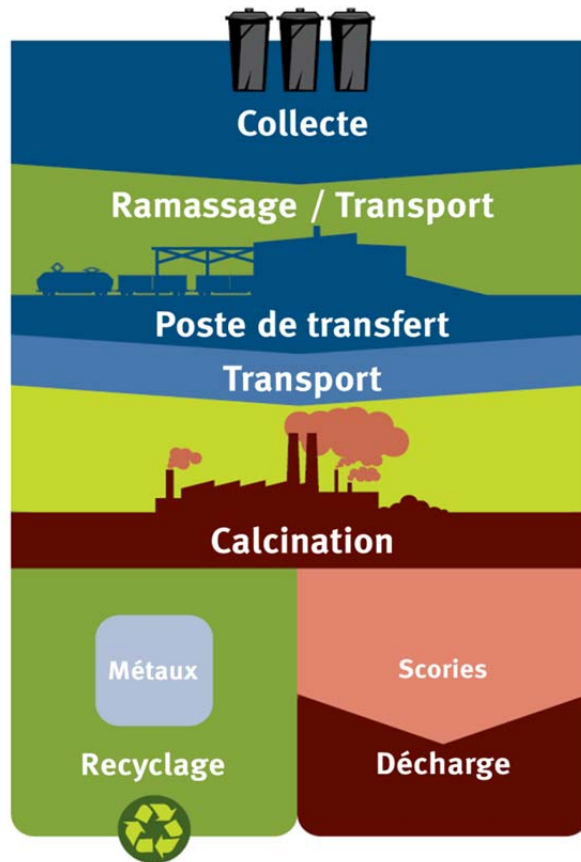 Collecte
Ramassage / Transport
Poste de transfert
Transport
Calcination
Métaux
Scories
Recyclage
Décharge